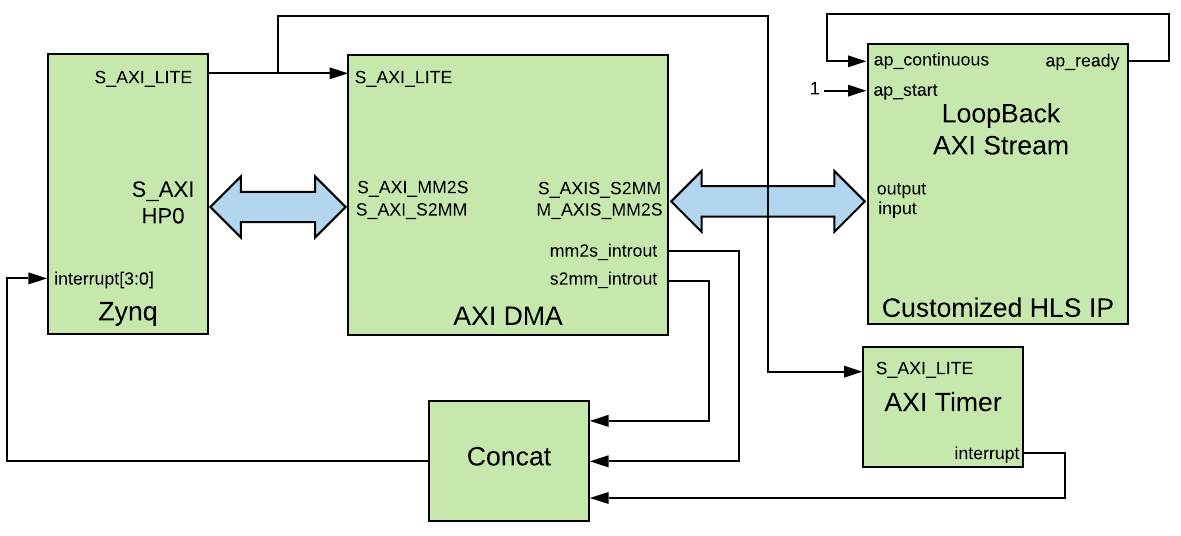 S_AXI_LITE
S_AXI
HP0
interrupt[3:0]
Zynq
S_AXI_LITE
S_AXI_MM2S
S_AXI_S2MM
S_AXIS_S2MM
M_AXIS_MM2S
mm2s_introut
s2mm_introut
AXI DMA
ap_continuous
ap_ready
1
ap_start
LoopBack
AXI Stream
output
input
Customized HLS IP
S_AXI_LITE
AXI Timer
interrupt
Concat